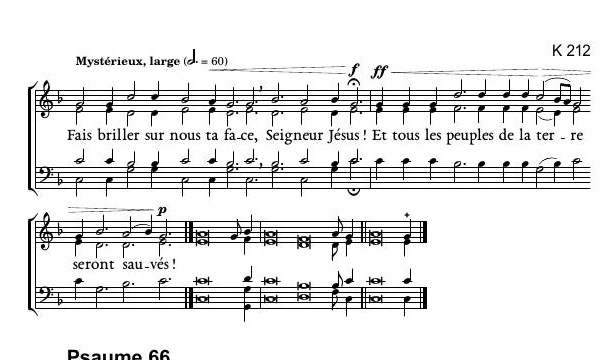 K 212
Mystérieux, large (𝅗𝅥. = 60)
f ff
Fais briller sur nous ta fa-ce, Seigneur Jésus ! Et tous les peuples de la ter - re
p
seront sau-vés !
Psaume 66